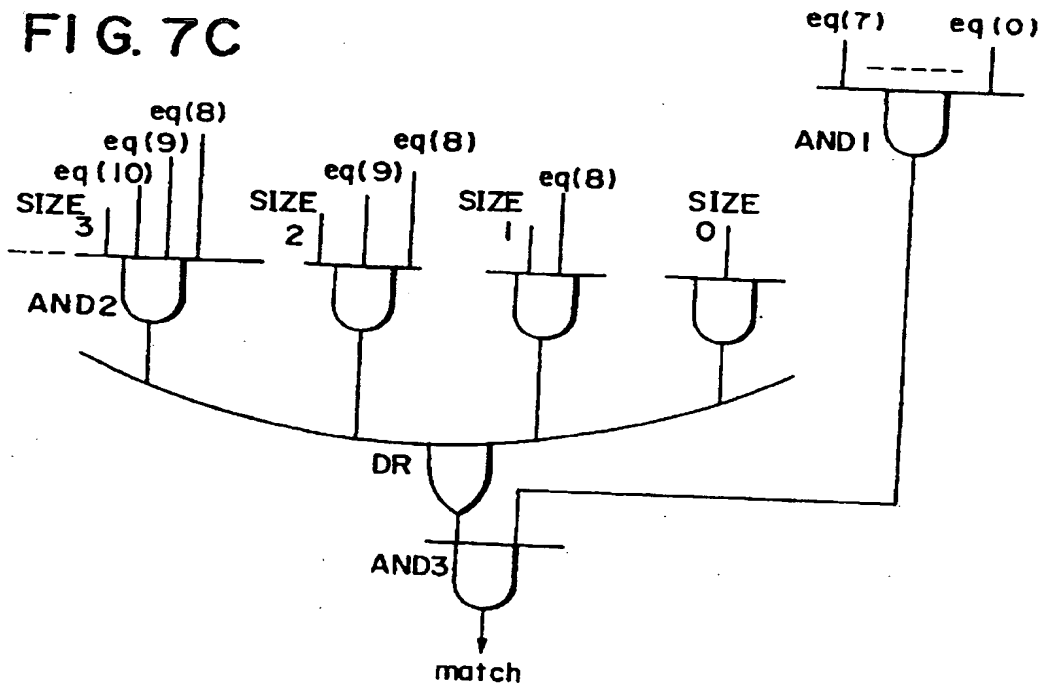 FIG. 7C
eq(7) eq(0)
AND1
eq(8)
eq(9)
eq(10)
SIZE
3
eq(8)
eq(9)
SIZE
2
eq(8)
SIZE
1
SIZE
0
AND2
DR
AND3
match